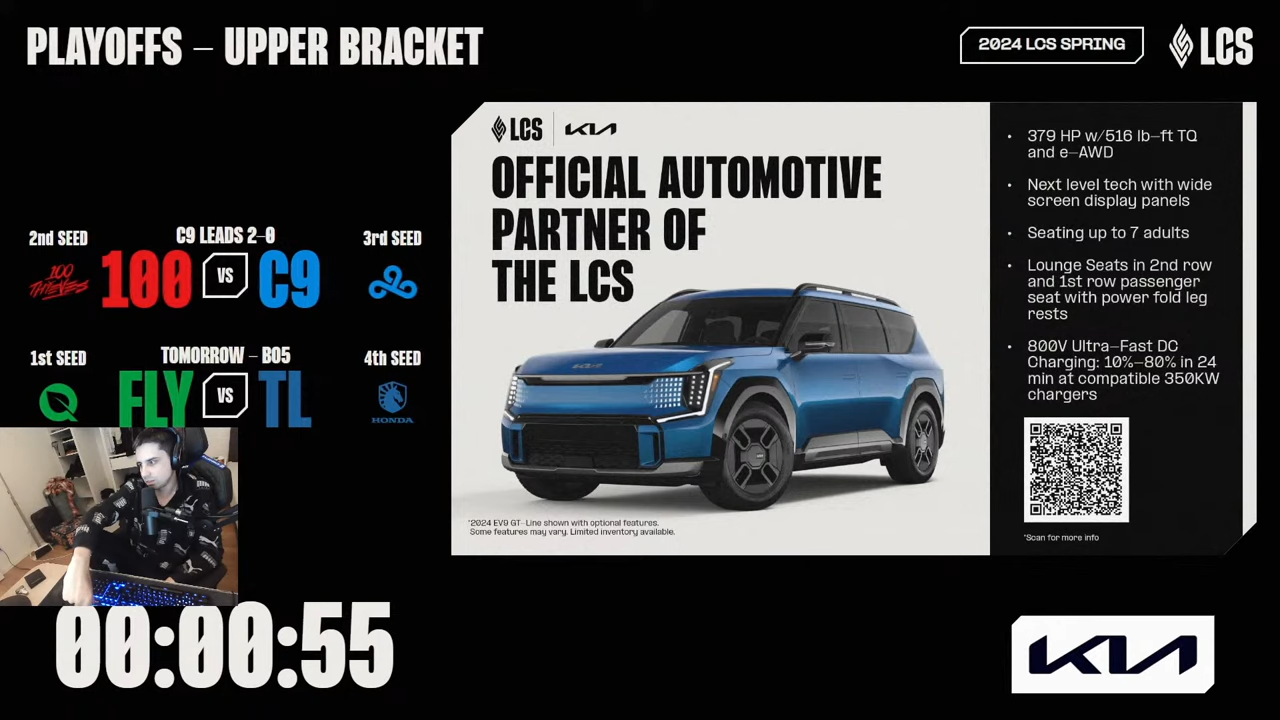 PLAYOFFS – UPPER BRACKET
2024 LCS SPRING
LCS
2nd SEED
C9 LEADS 2-0
3rd SEED
100 THIEVES
100
VS
C9
1st SEED
TOMORROW – BO5
4th SEED
FLY
VS
TL
HONDA
LCS
KIA
OFFICIAL AUTOMOTIVE
PARTNER OF
THE LCS
*2024 EV9 GT-Line shown with optional features.
Some features may vary. Limited inventory available.
• 379 HP w/516 lb-ft TQ
and e-AWD
• Next level tech with wide
screen display panels
• Seating up to 7 adults
• Lounge Seats in 2nd row
and 1st row passenger
seat with power fold leg
rests
• 800V Ultra-Fast DC
Charging: 10%-80% in 24
min at compatible 350KW
chargers
*Scan for more info
00:00:55
KIA